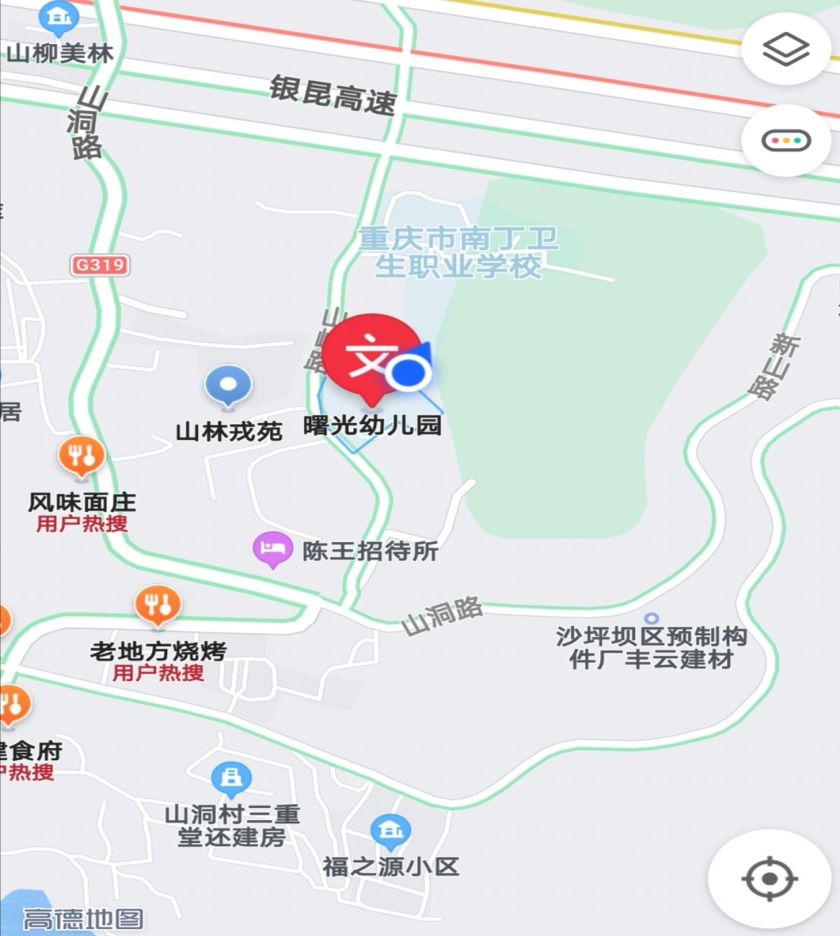 山柳美林
银昆高速
山洞路
G319
重庆市南丁卫
生职业学校
文
新山路
居
山林戎苑
曙光幼儿园
风味面庄
用户热搜
陈王招待所
老地方烧烤
用户热搜
山洞路
沙坪坝区预制构
件厂丰云建材
食府
热搜
山洞村三重
堂还建房
福之源小区
高德地图